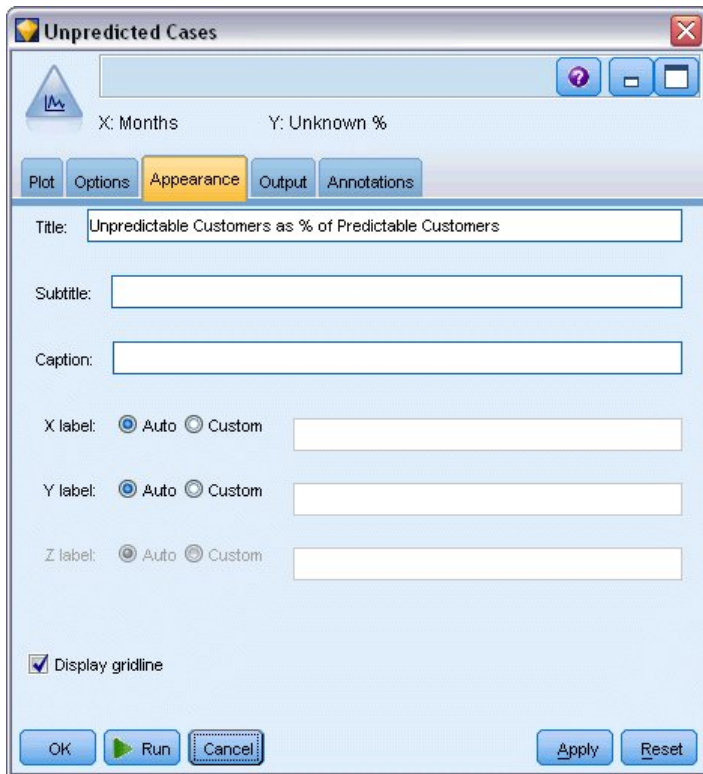 Unpredicted Cases
X: Months Y: Unknown %
Plot Options Appearance Output Annotations
Title: Unpredictable Customers as % of Predictable Customers
Subtitle:
Caption:
X label: Auto Custom
Y label: Auto Custom
Z label: Auto Custom
Display gridline
OK Run Cancel Apply Reset